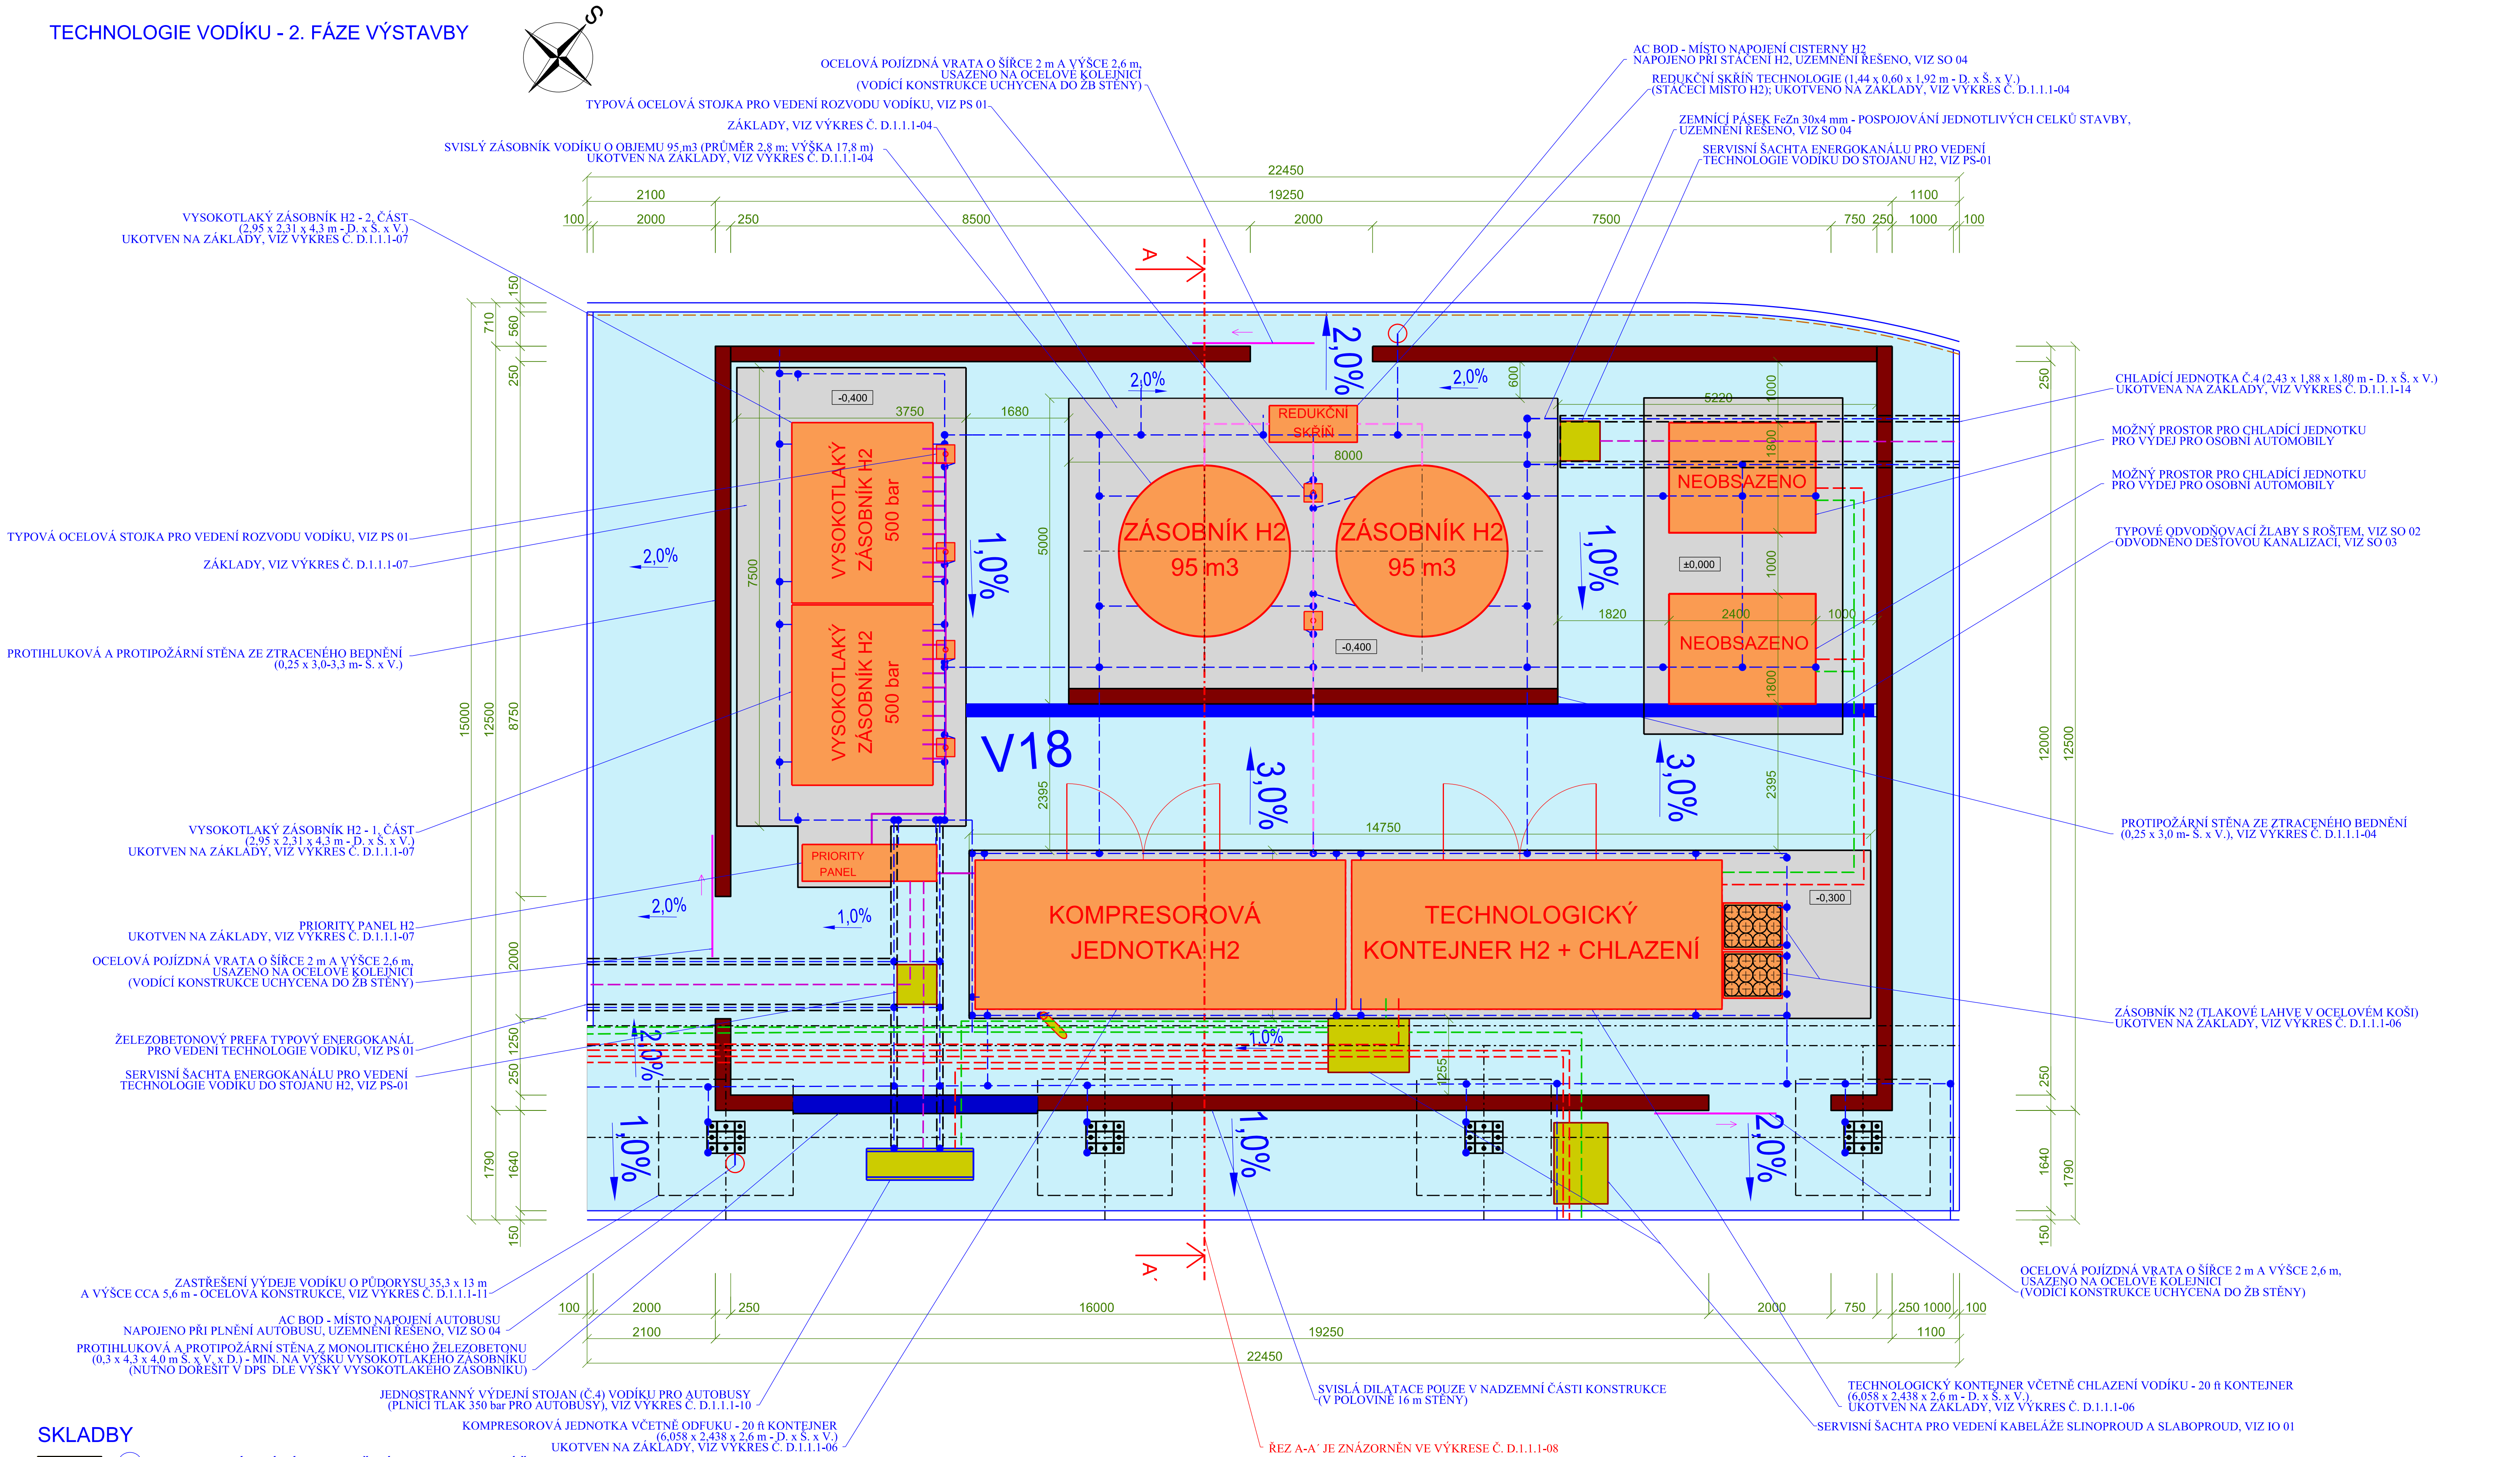 TECHNOLOGIE VODÍKU - 2. FÁZE VÝSTAVBY
S
OCELOVÁ POJÍZDNÁ VRATA O ŠÍŘCE 2 m A VÝŠCE 2,6 m,
USAZENO NA OCELOVÉ KOLEJNICI
(VODÍCÍ KONSTRUKCE UCHYCENA DO ŽB STĚNY)
TYPOVÁ OCELOVÁ STOJKA PRO VEDENÍ ROZVODU VODÍKU, VIZ PS 01
ZÁKLADY, VIZ VÝKRES Č. D.1.1.1-04
SVISLÝ ZÁSOBNÍK VODÍKU O OBJEMU 95 m3 (PRŮMĚR 2,8 m; VÝŠKA 17,8 m)
UKOTVEN NA ZÁKLADY, VIZ VÝKRES Č. D.1.1.1-04
AC BOD - MÍSTO NAPOJENÍ CISTERNY H2
NAPOJENO PŘI STÁČENÍ H2, UZEMNĚNÍ ŘEŠENO, VIZ SO 04
REDUKČNÍ SKŘÍŇ TECHNOLOGIE (1,44 x 0,60 x 1,92 m - D. x Š. x V.)
(STÁČECÍ MÍSTO H2); UKOTVENO NA ZÁKLADY, VIZ VÝKRES Č. D.1.1.1-04
ZEMNÍCÍ PÁSEK FeZn 30x4 mm - POSPOJOVÁNÍ JEDNOTLIVÝCH CELKŮ STAVBY,
UZEMNĚNÍ ŘEŠENO, VIZ SO 04
SERVISNÍ ŠACHTA ENERGOKANÁLU PRO VEDENÍ
TECHNOLOGIE VODÍKU DO STOJANU H2, VIZ PS-01
22450
2100 19250 1100
100 2000 250 8500 2000 7500 750 250 1000 100
VYSOKOTLAKÝ ZÁSOBNÍK H2 - 2. ČÁST
(2,95 x 2,31 x 4,3 m - D. x Š. x V.)
UKOTVEN NA ZÁKLADY, VIZ VÝKRES Č. D.1.1.1-07
TYPOVÁ OCELOVÁ STOJKA PRO VEDENÍ ROZVODU VODÍKU, VIZ PS 01
ZÁKLADY, VIZ VÝKRES Č. D.1.1.1-07
PROTIHLUKOVÁ A PROTIPOŽÁRNÍ STĚNA ZE ZTRACENÉHO BEDNĚNÍ
(0,25 x 3,0-3,3 m- Š. x V.)
VYSOKOTLAKÝ ZÁSOBNÍK H2 - 1. ČÁST
(2,95 x 2,31 x 4,3 m - D. x Š. x V.)
UKOTVEN NA ZÁKLADY, VIZ VÝKRES Č. D.1.1.1-07
PRIORITY PANEL H2
UKOTVEN NA ZÁKLADY, VIZ VÝKRES Č. D.1.1.1-07
OCELOVÁ POJÍZDNÁ VRATA O ŠÍŘCE 2 m A VÝŠCE 2,6 m,
USAZENO NA OCELOVÉ KOLEJNICI
(VODÍCÍ KONSTRUKCE UCHYCENA DO ŽB STĚNY)
ŽELEZOBETONOVÝ PREFA TYPOVÝ ENERGOKANÁL
PRO VEDENÍ TECHNOLOGIE VODÍKU, VIZ PS 01
SERVISNÍ ŠACHTA ENERGOKANÁLU PRO VEDENÍ
TECHNOLOGIE VODÍKU DO STOJANU H2, VIZ PS-01
15000
710
12500
1790
150
560
250
8750
2000
1250
250
1640
150
A
2,0%
2,0%
2,0%
-0,400
3750
1680
7500
VYSOKOTLAKÝ
ZÁSOBNÍK H2
500 bar
VYSOKOTLAKÝ
ZÁSOBNÍK H2
500 bar
2,0%
1,0%
5000
REDUKČNÍ
SKŘÍŇ
600
8000
ZÁSOBNÍK H2
95 m3
ZÁSOBNÍK H2
95 m3
-0,400
1,0%
5220
1000
1800
NEOBSAZENO
±0,000
1000
1820
2400
1000
NEOBSAZENO
1800
V18
2395
3,0%
3,0%
2395
14750
PRIORITY
PANEL
2,0%
1,0%
KOMPRESOROVÁ
JEDNOTKA H2
TECHNOLOGICKÝ
KONTEJNER H2 + CHLAZENÍ
-0,300
2,0%
1,0%
1255
1,0%
1,0%
2,0%
A´
250
12000
12500
250
1640
1790
150
CHLADÍCÍ JEDNOTKA Č.4 (2,43 x 1,88 x 1,80 m - D. x Š. x V.)
UKOTVENA NA ZÁKLADY, VIZ VÝKRES Č. D.1.1.1-14
MOŽNÝ PROSTOR PRO CHLADÍCÍ JEDNOTKU
PRO VÝDEJ PRO OSOBNÍ AUTOMOBILY
MOŽNÝ PROSTOR PRO CHLADÍCÍ JEDNOTKU
PRO VÝDEJ PRO OSOBNÍ AUTOMOBILY
TYPOVÉ ODVODŇOVACÍ ŽLABY S ROŠTEM, VIZ SO 02
ODVODNĚNO DEŠŤOVOU KANALIZACÍ, VIZ SO 03
PROTIPOŽÁRNÍ STĚNA ZE ZTRACENÉHO BEDNĚNÍ
(0,25 x 3,0 m- Š. x V.), VIZ VÝKRES Č. D.1.1.1-04
ZÁSOBNÍK N2 (TLAKOVÉ LAHVE V OCELOVÉM KOŠI)
UKOTVEN NA ZÁKLADY, VIZ VÝKRES Č. D.1.1.1-06
OCELOVÁ POJÍZDNÁ VRATA O ŠÍŘCE 2 m A VÝŠCE 2,6 m,
USAZENO NA OCELOVÉ KOLEJNICI
(VODÍCÍ KONSTRUKCE UCHYCENA DO ŽB STĚNY)
ZASTŘEŠENÍ VÝDEJE VODÍKU O PŮDORYSU 35,3 x 13 m
A VÝŠCE CCA 5,6 m - OCELOVÁ KONSTRUKCE, VIZ VÝKRES Č. D.1.1.1-11
AC BOD - MÍSTO NAPOJENÍ AUTOBUSU
NAPOJENO PŘI PLNĚNÍ AUTOBUSU, UZEMNĚNÍ ŘEŠENO, VIZ SO 04
PROTIHLUKOVÁ A PROTIPOŽÁRNÍ STĚNA Z MONOLITICKÉHO ŽELEZOBETONU
(0,3 x 4,3 x 4,0 m Š. x V. x D.) - MIN. NA VÝŠKU VYSOKOTLAKÉHO ZÁSOBNÍKU
(NUTNO DOŘEŠIT V DPS DLE VÝŠKY VYSOKOTLAKÉHO ZÁSOBNÍKU)
100 2000 250 16000 2000 750 250 1000 100
2100 19250 1100
22450
JEDNOSTRANNÝ VÝDEJNÍ STOJAN (Č.4) VODÍKU PRO AUTOBUSY
(PLNÍCÍ TLAK 350 bar PRO AUTOBUSY), VIZ VÝKRES Č. D.1.1.1-10
KOMPRESOROVÁ JEDNOTKA VČETNĚ ODFUKU - 20 ft KONTEJNER
(6,058 x 2,438 x 2,6 m - D. x Š. x V.)
UKOTVEN NA ZÁKLADY, VIZ VÝKRES Č. D.1.1.1-06
SVISLÁ DILATACE POUZE V NADZEMNÍ ČÁSTI KONSTRUKCE
(V POLOVINĚ 16 m STĚNY)
ŘEZ A-A´ JE ZNÁZORNĚN VE VÝKRESE Č. D.1.1.1-08
TECHNOLOGICKÝ KONTEJNER VČETNĚ CHLAZENÍ VODÍKU - 20 ft KONTEJNER
(6,058 x 2,438 x 2,6 m - D. x Š. x V.)
UKOTVEN NA ZÁKLADY, VIZ VÝKRES Č. D.1.1.1-06
SERVISNÍ ŠACHTA PRO VEDENÍ KABELÁŽE SLINOPROUD A SLABOPROUD, VIZ IO 01
SKLADBY